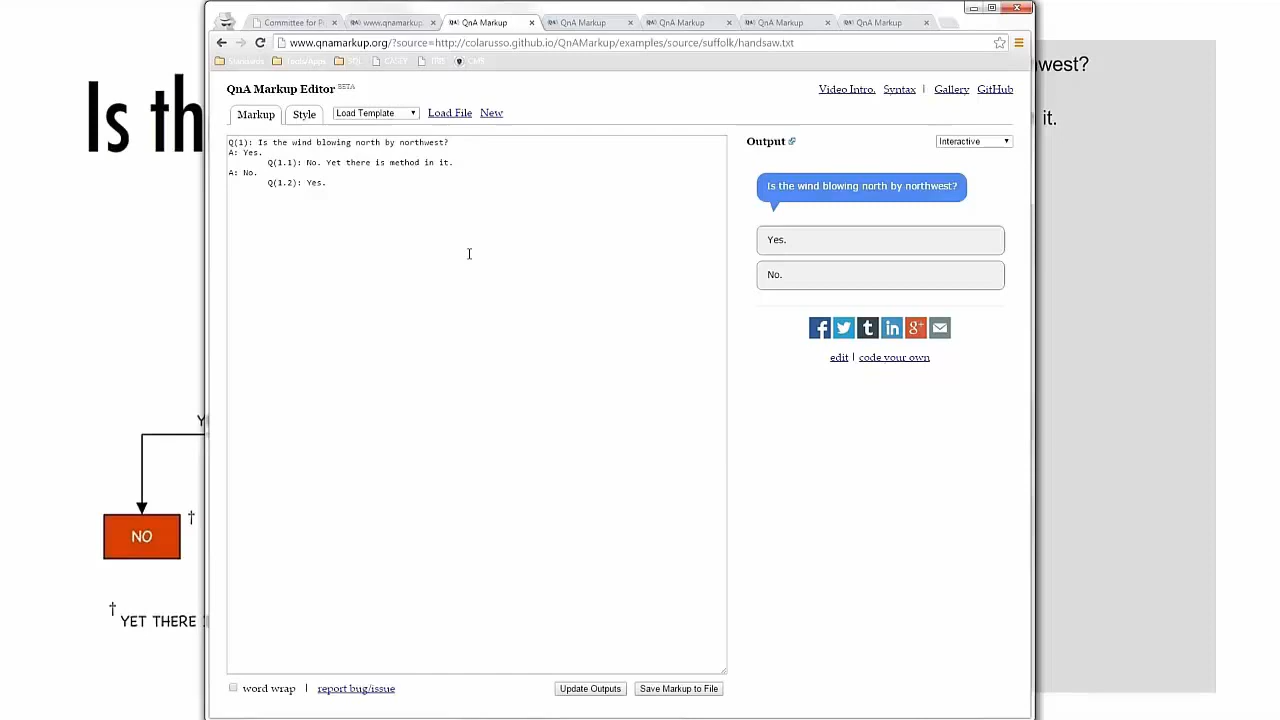 Committee for P
www.qnamarkup.
QnA Markup
QnA Markup
QnA Markup
QnA Markup
QnA Markup
www.qnamarkup.org/?source=http://colarusso.github.io/QnAMarkup/examples/source/suffolk/handsaw.txt
QnA Markup Editor BETA
Video Intro. Syntax | Gallery GitHub
Markup Style Load Template Load File New
Q(1): Is the wind blowing north by northwest?
A: Yes.
Q(1.1): No. Yet there is method in it.
A: No.
Q(1.2): Yes.
Output
Interactive
Is the wind blowing north by northwest?
Yes.
No.
edit | code your own
word wrap | report bug/issue
Update Outputs
Save Markup to File
Is th
hwest?
it.
Y
NO †
† YET THERE